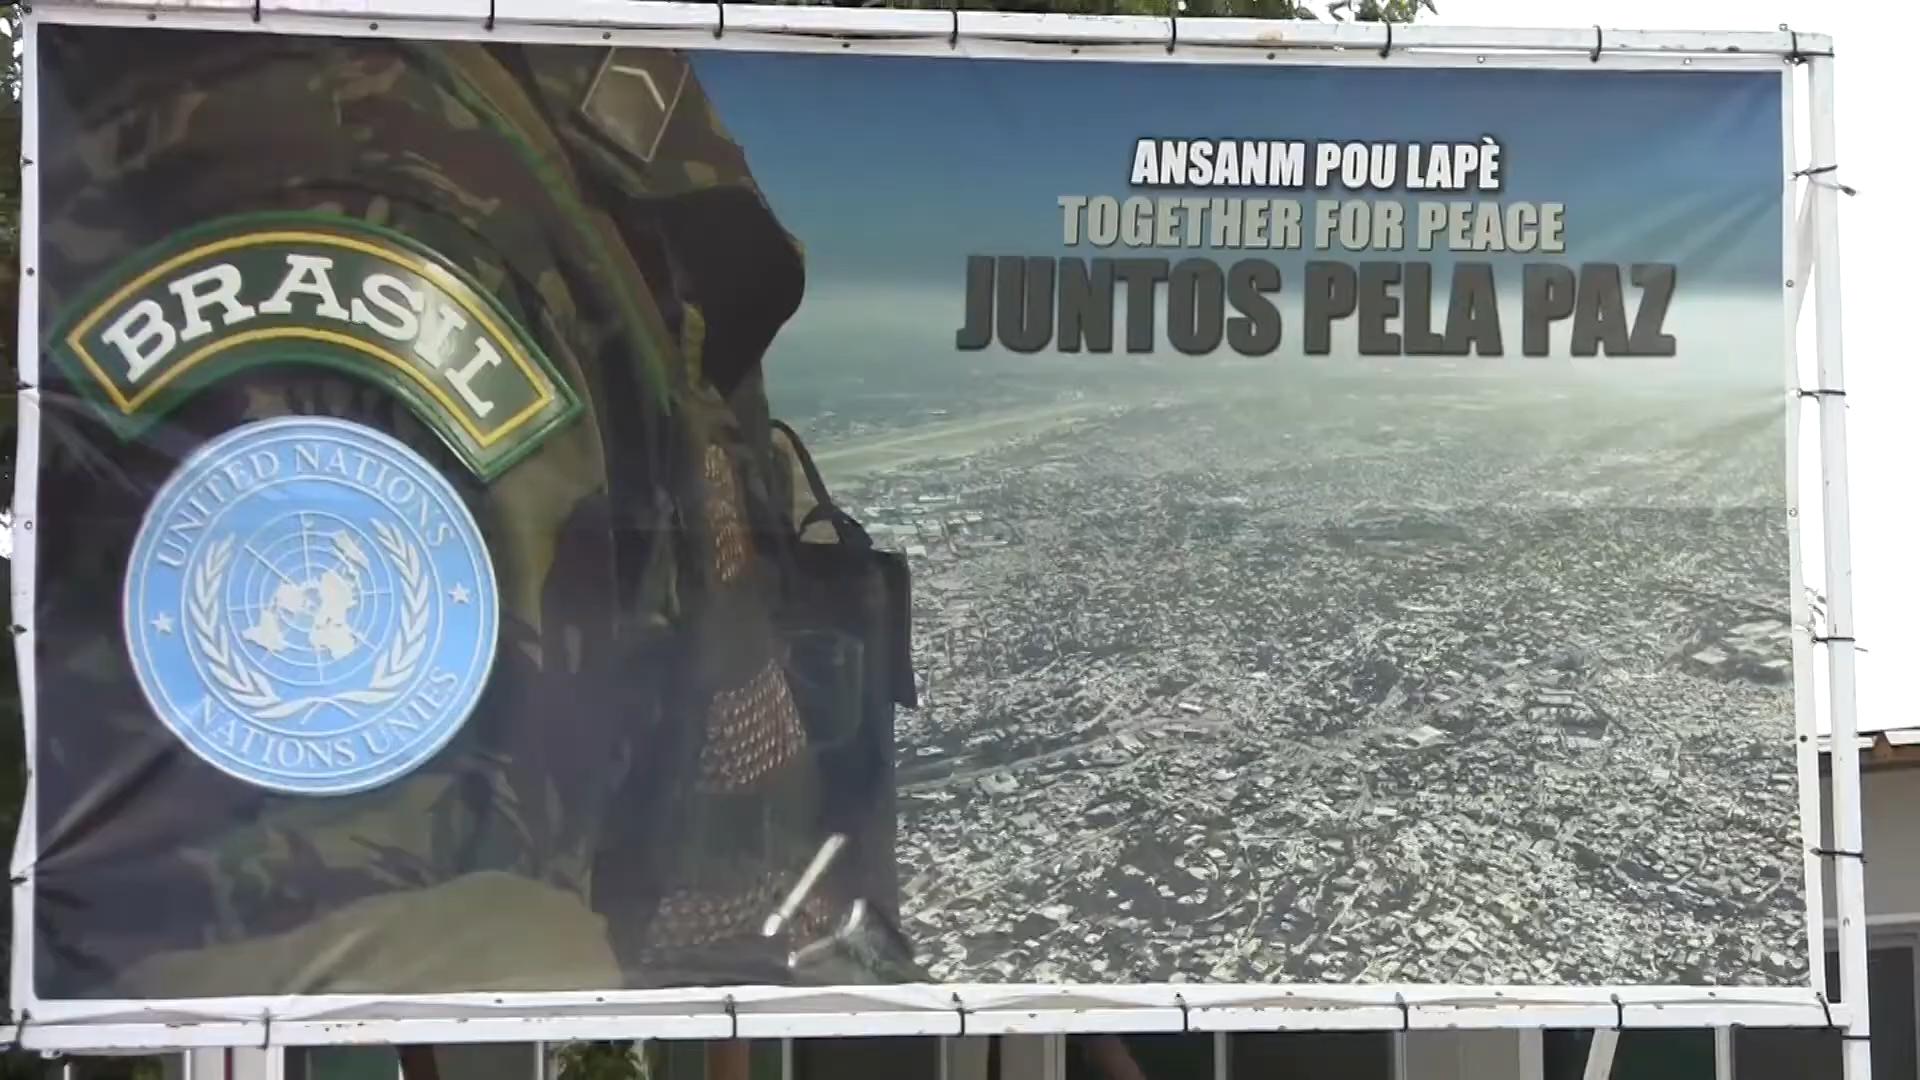 ANSANM POU LAPÈ
TOGETHER FOR PEACE
JUNTOS PELA PAZ
BRASIL
UNITED NATIONS
NATIONS UNIES